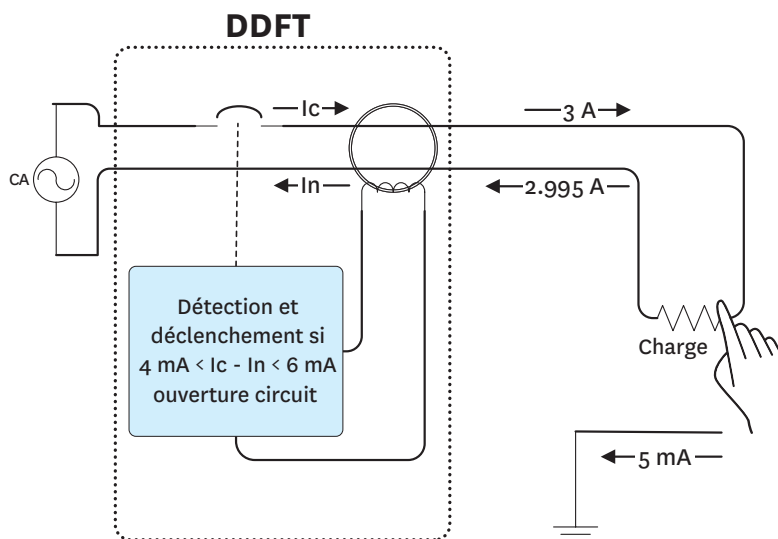 DDFT
Ic
3 A
CA
In
2.995 A
Détection et
déclenchement si
4 mA < Ic - In < 6 mA
ouverture circuit
Charge
5 mA